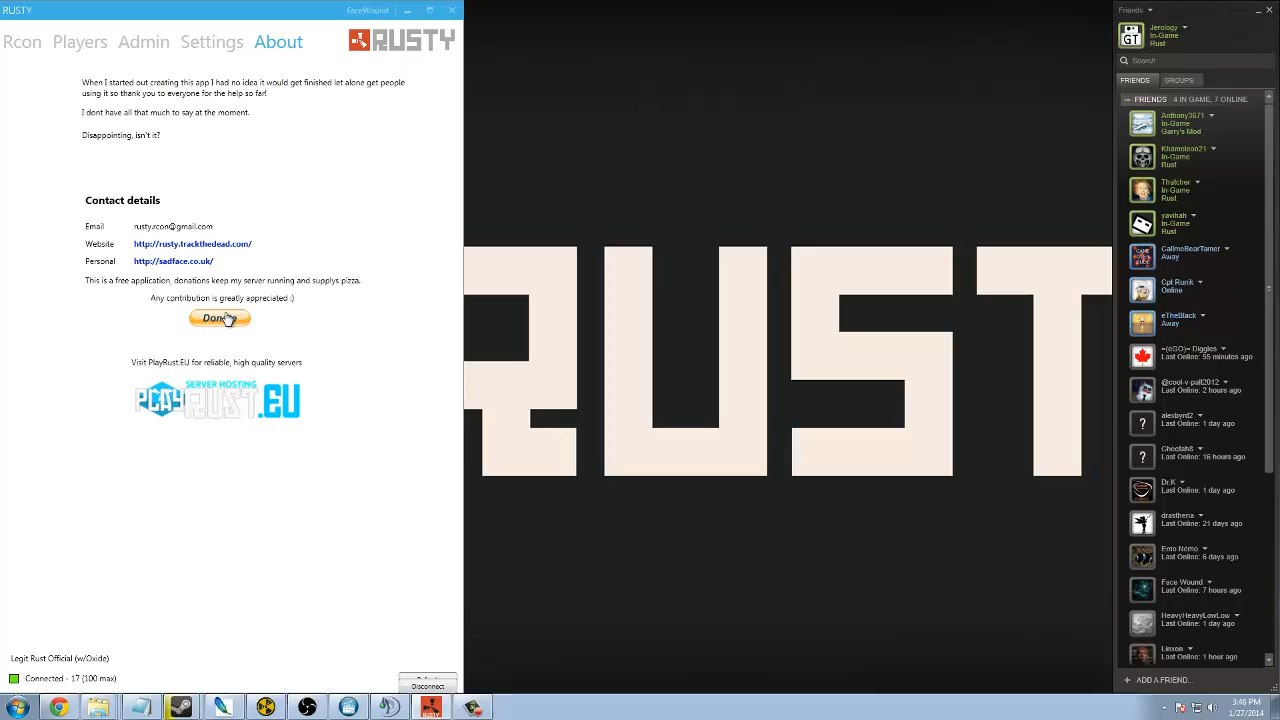 RUSTY
FaceWound
Rcon Players Admin Settings About
RUSTY
When I started out creating this app I had no idea it would get finished let alone get people
using it so thank you to everyone for the help so far!
I dont have all that much to say at the moment.
Disappointing, isn't it?
Contact details
Email rusty.rcon@gmail.com
Website http://rusty.trackthedead.com/
Personal http://sadface.co.uk/
This is a free application, donations keep my server running and supplys pizza.
Any contribution is greatly appreciated :)
Donate
Visit PlayRust.EU for reliable, high quality servers
SERVER HOSTING
PLAYRUST.EU
Legit Rust Official (w/Oxide)
Connected - 17 (100 max)
Disconnect
RUST
Friends
GT
Jerology
In-Game
Rust
Search
FRIENDS GROUPS
FRIENDS 4 IN GAME, 7 ONLINE
Anthony3671
In-Game
Garry's Mod
Khameleon21
In-Game
Rust
Thatcher
In-Game
Rust
yavihah
In-Game
Rust
CallmeBearTamer
Away
Cpt Runik
Online
eTheBlack
Away
=(eGO)= Diggles
Last Online: 55 minutes ago
@cool-v-pall2012
Last Online: 2 hours ago
alexbyrd2
Last Online: 1 day ago
Cheellah8
Last Online: 16 hours ago
Dr.K
Last Online: 1 day ago
drastheria
Last Online: 21 days ago
Emo Nemo
Last Online: 6 days ago
Face Wound
Last Online: 7 hours ago
HeavyHeavyLowLow
Last Online: 1 day ago
Linxon
Last Online: 1 hour ago
ADD A FRIEND...
3:48 PM
1/27/2014